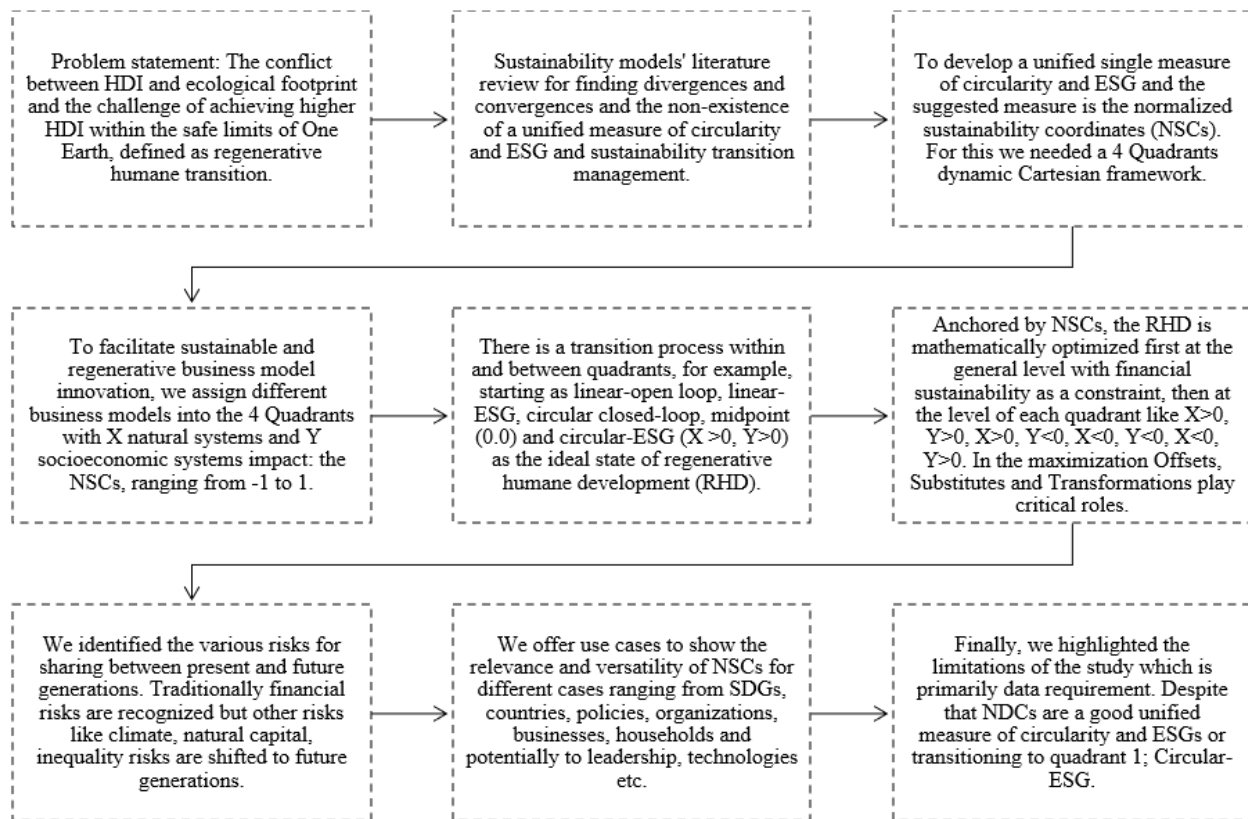 Problem statement: The conflict
between HDI and ecological footprint
and the challenge of achieving higher
HDI within the safe limits of One
Earth, defined as regenerative
humane transition.
Sustainability models' literature
review for finding divergences and
convergences and the non-existence
of a unified measure of circularity
and ESG and sustainability transition
management.
To develop a unified single measure
of circularity and ESG and the
suggested measure is the normalized
sustainability coordinates (NSCs).
For this we needed a 4 Quadrants
dynamic Cartesian framework.
To facilitate sustainable and
regenerative business model
innovation, we assign different
business models into the 4 Quadrants
with X natural systems and Y
socioeconomic systems impact: the
NSCs, ranging from -1 to 1.
There is a transition process within
and between quadrants, for example,
starting as linear-open loop, linear-
ESG, circular closed-loop, midpoint
(0.0) and circular-ESG (X >0, Y>0)
as the ideal state of regenerative
humane development (RHD).
Anchored by NSCs, the RHD is
mathematically optimized first at the
general level with financial
sustainability as a constraint, then at
the level of each quadrant like X>0,
Y>0, X>0, Y<0, X<0, Y<0, X<0,
Y>0. In the maximization Offsets,
Substitutes and Transformations play
critical roles.
We identified the various risks for
sharing between present and future
generations. Traditionally financial
risks are recognized but other risks
like climate, natural capital,
inequality risks are shifted to future
generations.
We offer use cases to show the
relevance and versatility of NSCs for
different cases ranging from SDGs,
countries, policies, organizations,
businesses, households and
potentially to leadership, technologies
etc.
Finally, we highlighted the
limitations of the study which is
primarily data requirement. Despite
that NDCs are a good unified
measure of circularity and ESGs or
transitioning to quadrant 1; Circular-
ESG.